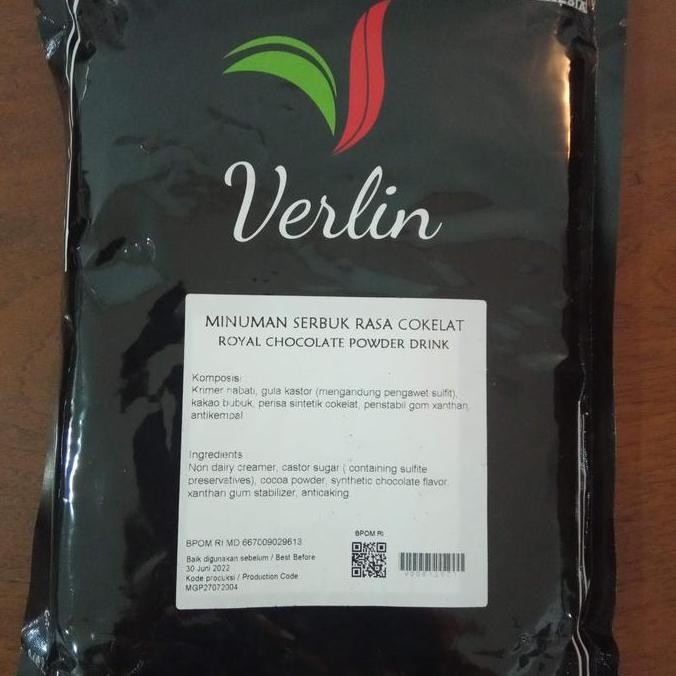 Verlin
MINUMAN SERBUK RASA COKELAT
ROYAL CHOCOLATE POWDER DRINK
Komposisi
Krimer nabati, gula kastor (mengandung pengawet sulfit),
kakao bubuk, perisa sintetik cokelat, penstabil gom xanthan,
antikempal
Ingredients
Non dairy creamer, castor sugar ( containing sulfite
preservatives), cocoa powder, synthetic chocolate flavor,
xanthan gum stabilizer, anticaking.
BPOM RI MD 667009029613
BPOM RI
Baik digunakan sebelum / Best Before
30 Juni 2022
Kode produksi / Production Code
MGP27072004